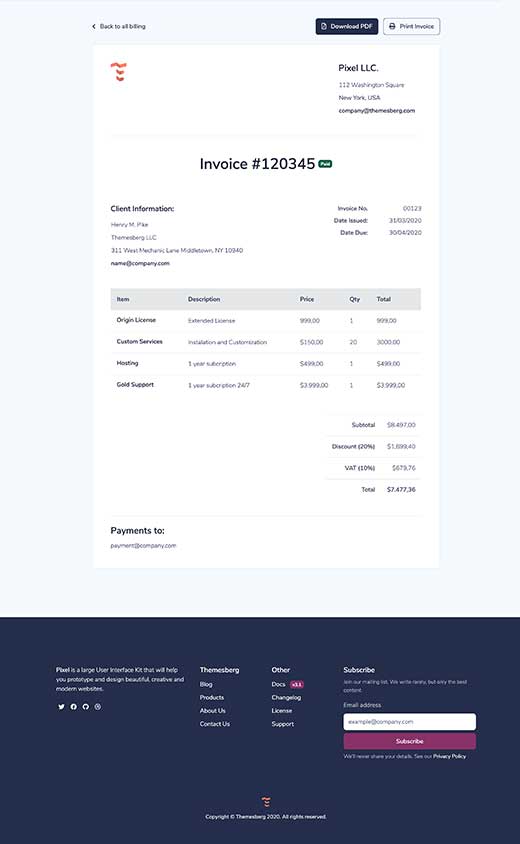 Back to all billing
Download PDF
Print Invoice
Pixel LLC.
112 Washington Square
New York, USA
company@themesberg.com
Invoice #120345 Paid
Client Information:
Henry M. Pike
Themesberg LLC
311 West Mechanic Lane Middletown, NY 10940
name@company.com
Invoice No. 00123
Date Issued: 31/03/2020
Date Due: 30/04/2020
Item Description Price Qty Total
Origin License Extended License 999,00 1 999,00
Custom Services Instalation and Customization $150,00 20 3000,00
Hosting 1 year subcription $499,00 1 $499,00
Gold Support 1 year subcription 24/7 $3.999,00 1 $3.999,00
Subtotal $8.497,00
Discount (20%) $1,699,40
VAT (10%) $679,76
Total $7.477,36
Payments to:
payment@company.com
Pixel is a large User Interface Kit that will help
you prototype and design beautiful, creative and
modern websites.
Themesberg
Blog
Products
About Us
Contact Us
Other
Docs v3.1
Changelog
License
Support
Subscribe
Join our mailing list. We write rarely, but only the best
content.
Email address
example@company.com
Subscribe
We'll never share your details. See our Privacy Policy
Copyright © Themesberg 2020. All rights reserved.